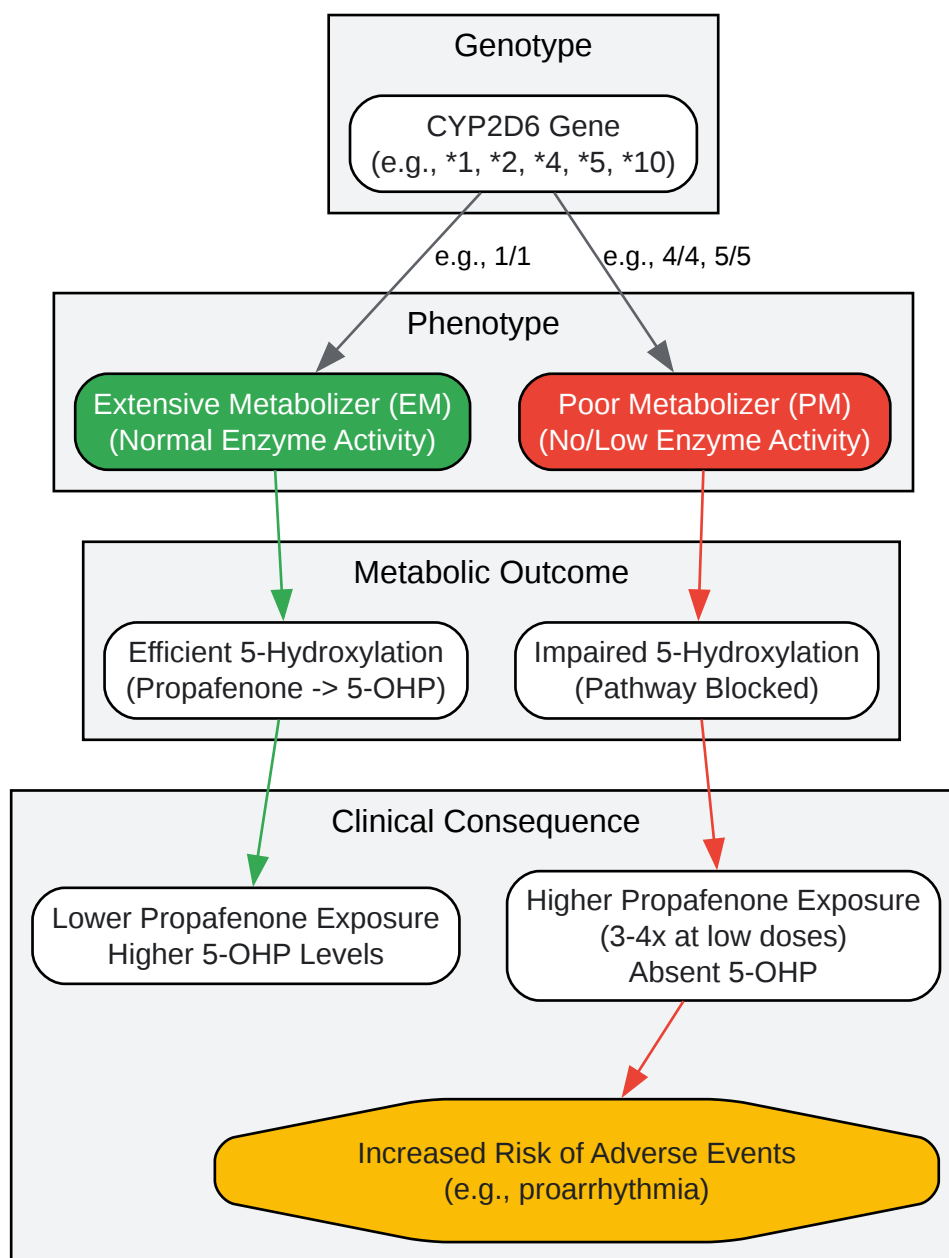 Genotype
CYP2D6 Gene
(e.g., *1, *2, *4, *5, *10)
e.g., 1/1
e.g., 4/4, 5/5
Phenotype
Extensive Metabolizer (EM)
(Normal Enzyme Activity)
Poor Metabolizer (PM)
(No/Low Enzyme Activity)
Metabolic Outcome
Efficient 5-Hydroxylation
(Propafenone -> 5-OHP)
Impaired 5-Hydroxylation
(Pathway Blocked)
Clinical Consequence
Lower Propafenone Exposure
Higher 5-OHP Levels
Higher Propafenone Exposure
(3-4x at low doses)
Absent 5-OHP
Increased Risk of Adverse Events
(e.g., proarrhythmia)